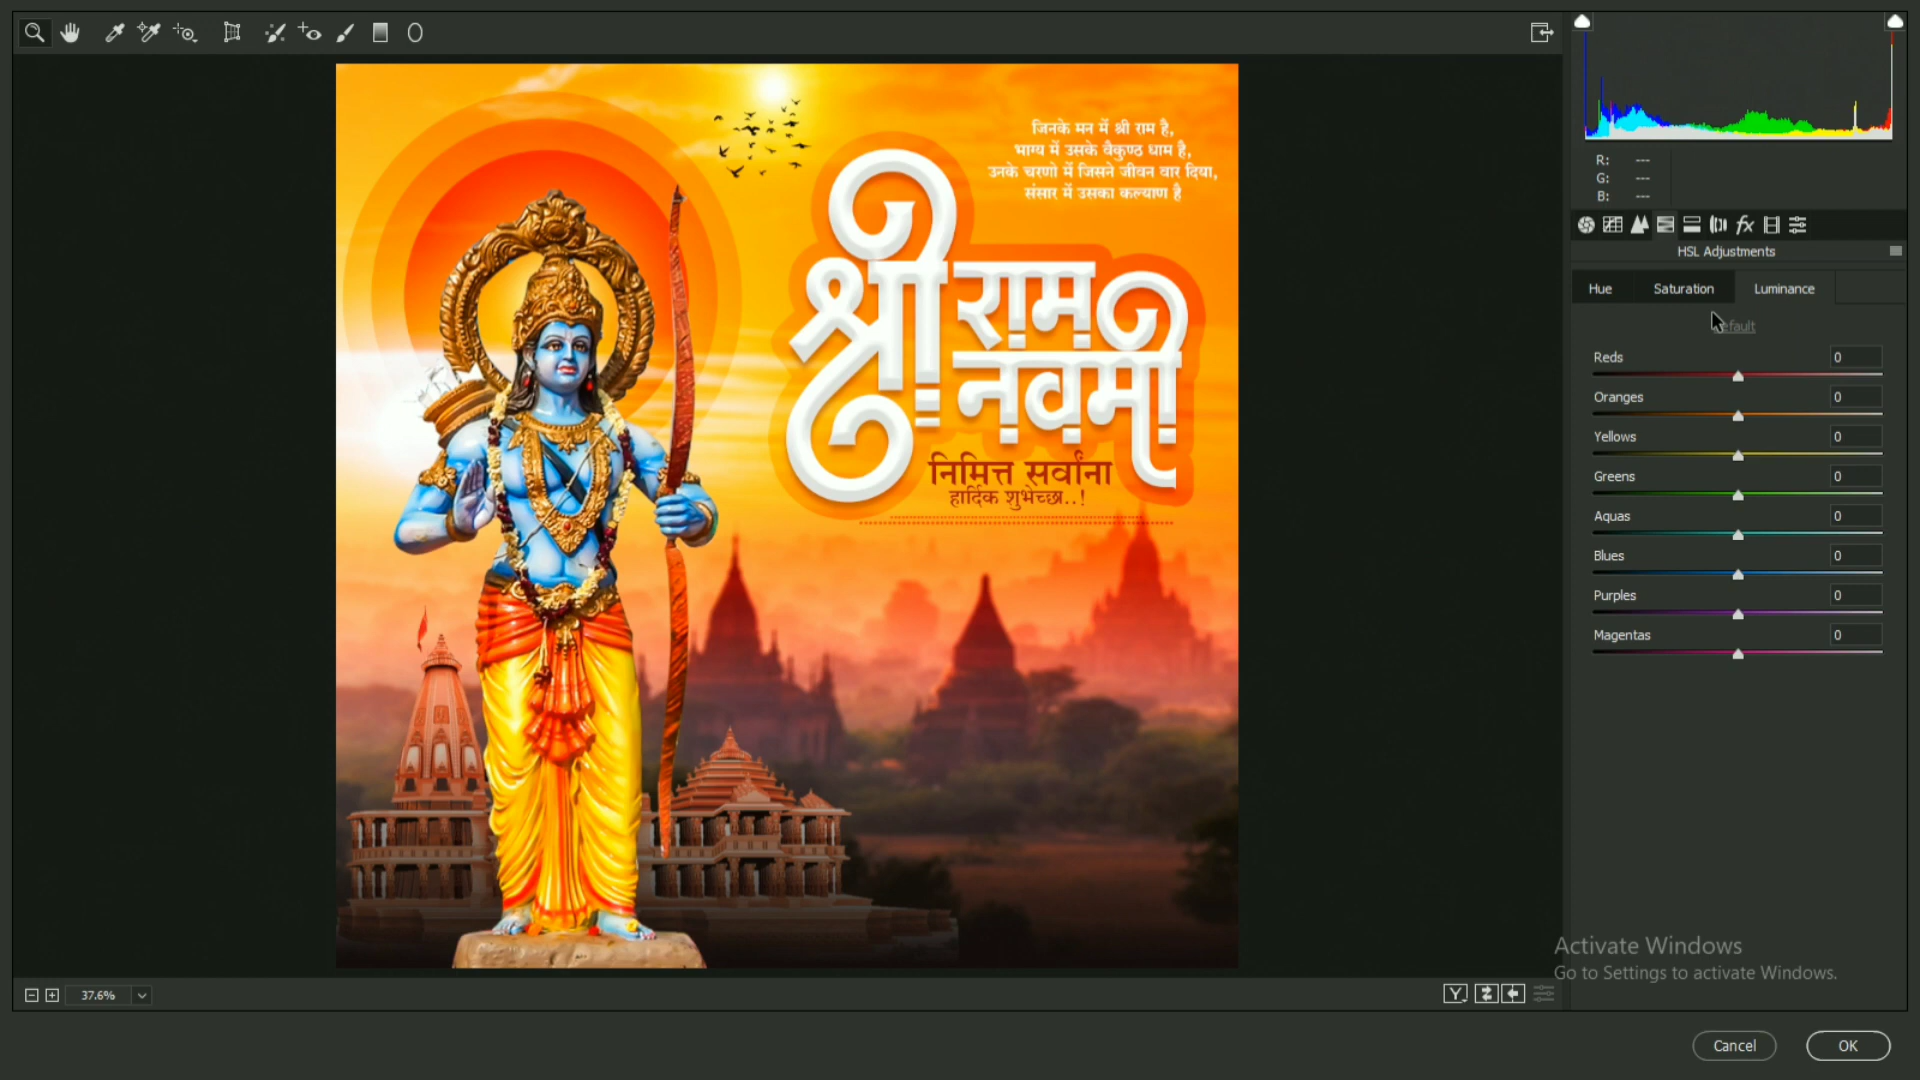 जिनके मन में श्री राम है,
भाग्य में उसके वैकुण्ठ धाम है,
उनके चरणो में जिसने जीवन वार दिया,
संसार में उसका कल्याण है
श्री राम
नवमी
निमित्त सर्वांना
हार्दिक शुभेच्छा..!
R: ---
G: ---
B: ---
HSL Adjustments
Hue Saturation Luminance
Reds 0
Oranges 0
Yellows 0
Greens 0
Aquas 0
Blues 0
Purples 0
Magentas 0
Activate Windows
Go to Settings to activate Windows.
37.6%
Y
Cancel OK